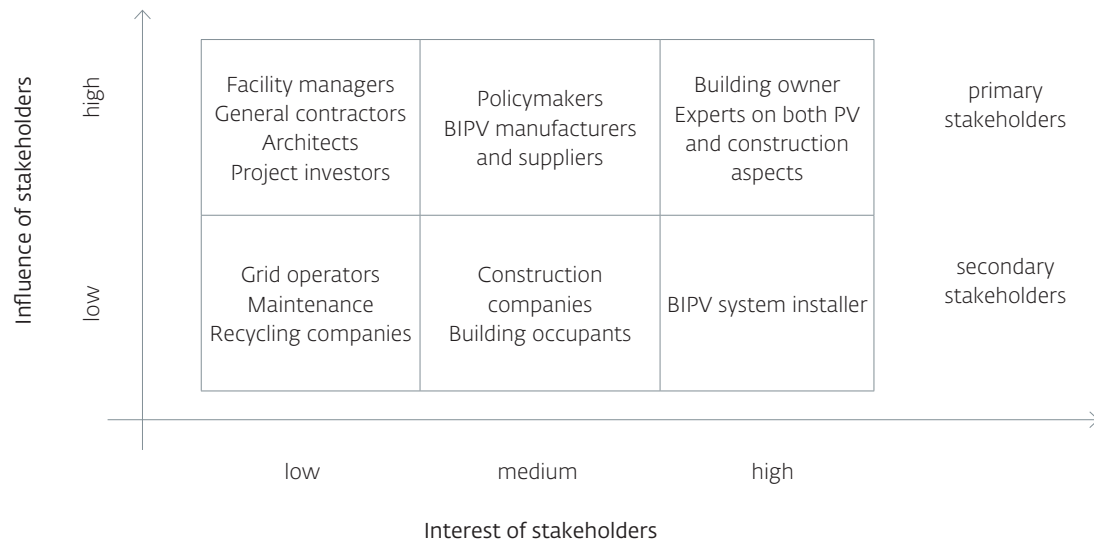 Influence of stakeholders
high
Facility managers
General contractors
Architects
Project investors
Policymakers
BIPV manufacturers
and suppliers
Building owner
Experts on both PV
and construction
aspects
primary
stakeholders
low
Grid operators
Maintenance
Recycling companies
Construction
companies
Building occupants
BIPV system installer
secondary
stakeholders
low
medium
high
Interest of stakeholders